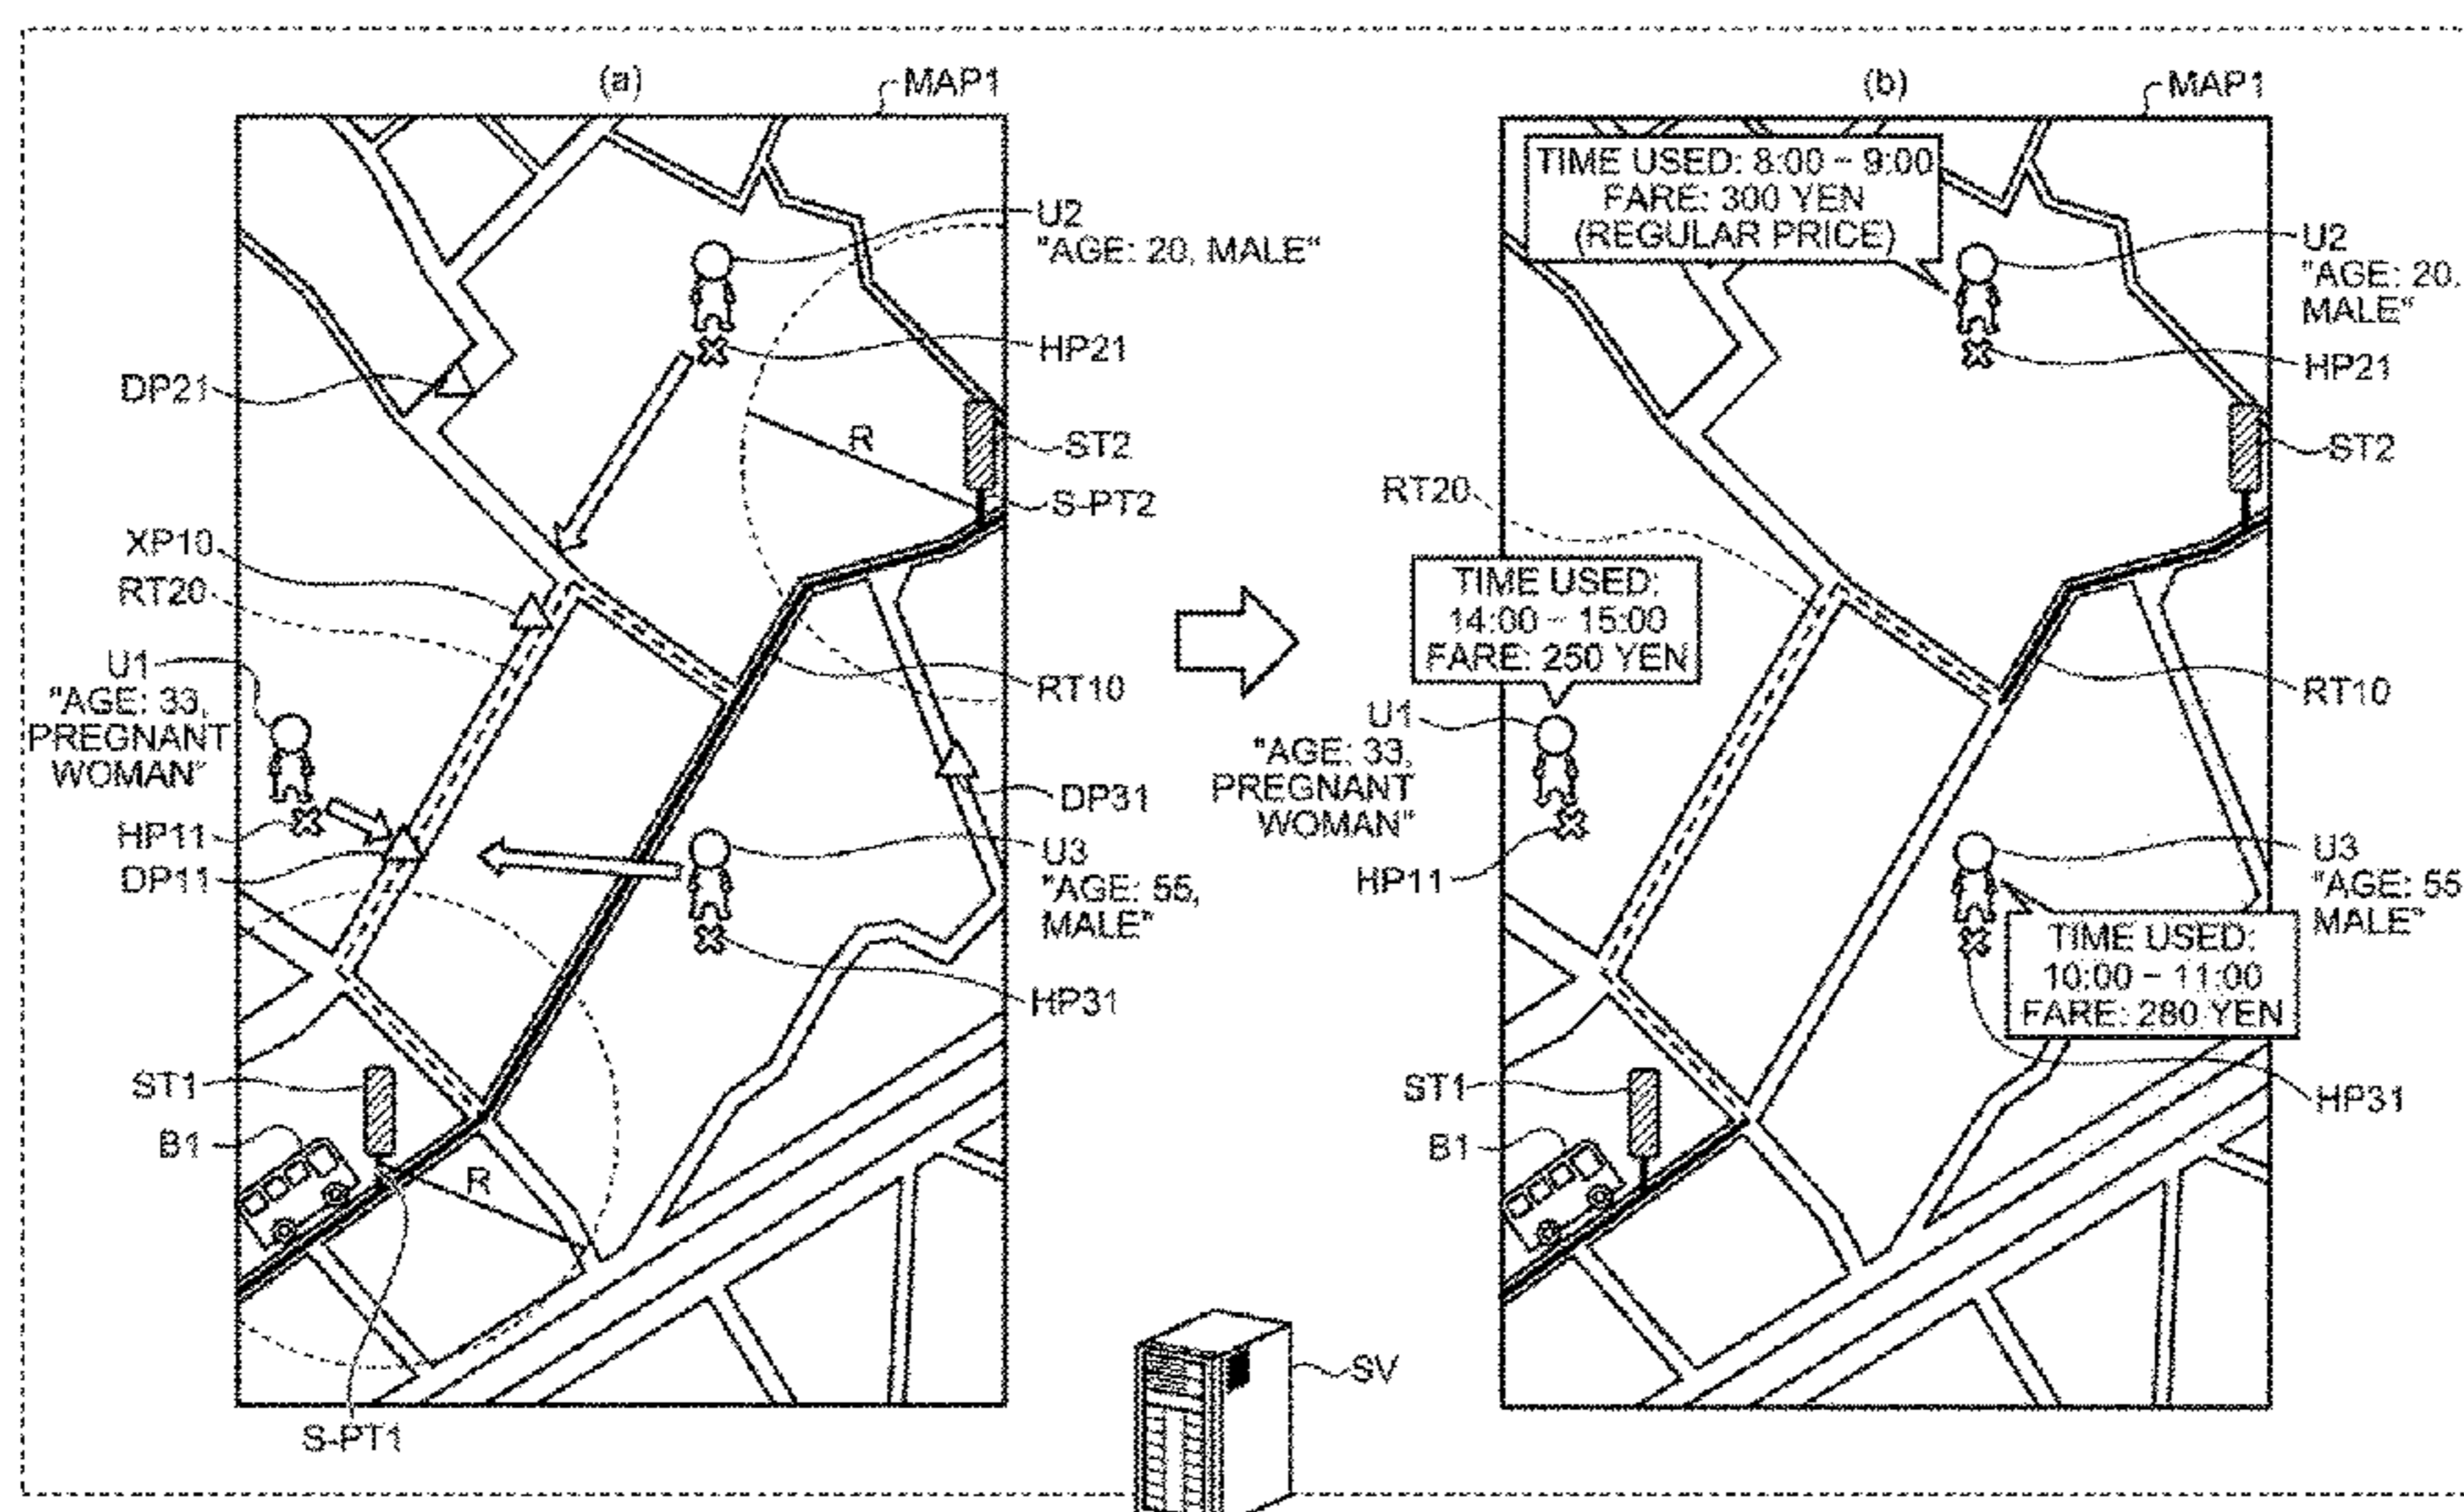 (a)
MAP1
U2
"AGE: 20, MALE"
HP21
DP21
R
ST2
S-PT2
XP10
RT20
U1
"AGE: 33,
PREGNANT
WOMAN"
RT10
DP31
HP11
DP11
U3
"AGE: 55,
MALE"
HP31
ST1
B1
R
S-PT1
SV
(b)
MAP1
TIME USED: 8:00 – 9:00
FARE: 300 YEN
(REGULAR PRICE)
U2
"AGE: 20,
MALE"
HP21
ST2
RT20
TIME USED:
14:00 – 15:00
FARE: 250 YEN
RT10
U1
"AGE: 33,
PREGNANT
WOMAN"
HP11
U3
"AGE: 55
MALE"
TIME USED:
10:00 – 11:00
FARE: 280 YEN
HP31
ST1
B1